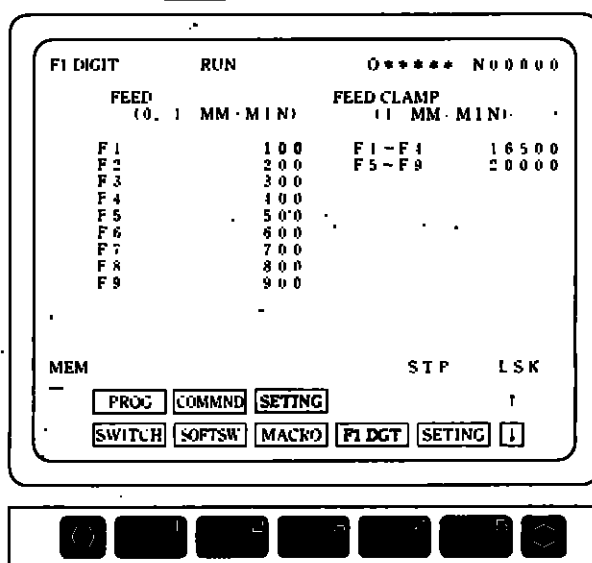 F1 DIGIT RUN O***** N00000
FEED FEED CLAMP
(0. 1 MM·MIN) (1 MM·MIN)
F1 100 F1~F4 16500
F2 200 F5~F9 20000
F3 300
F4 400
F5 500
F6 600
F7 700
F8 800
F9 900
MEM STP LSK
PROG COMMND SETING ↑
SWITCH SOFTSW MACRO F1 DGT SETING ↓